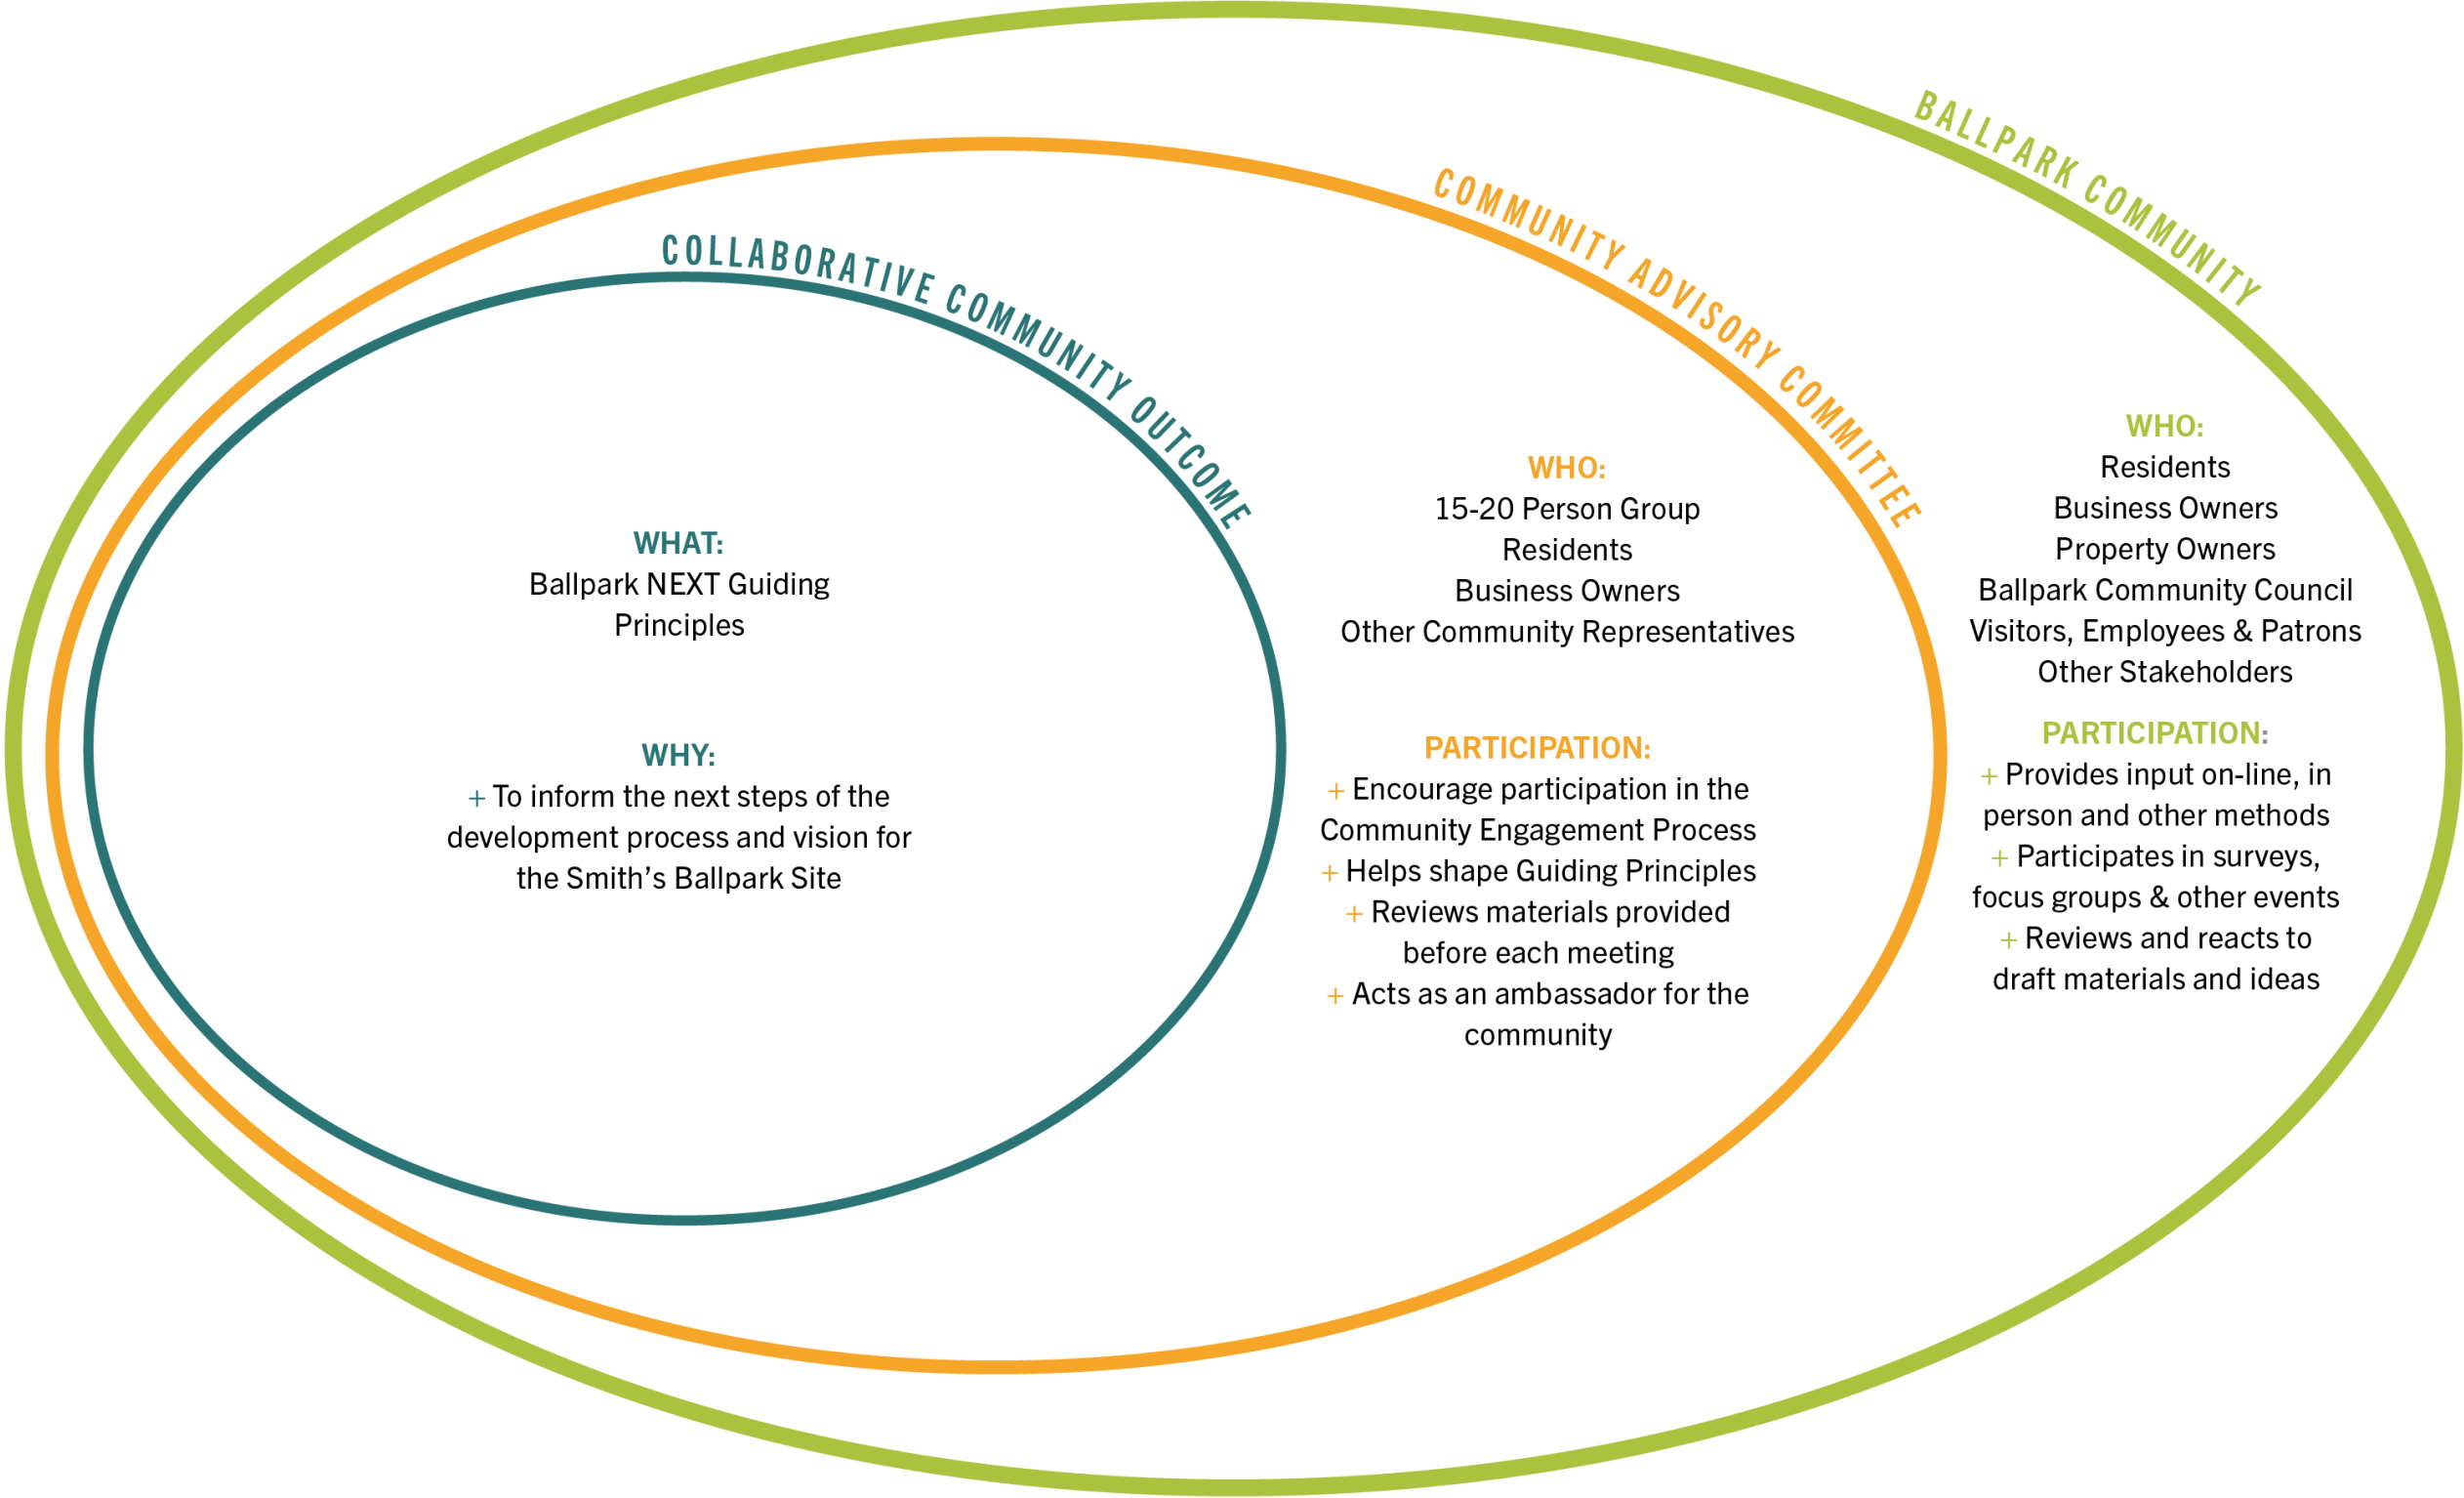 BALLPARK COMMUNITY
COMMUNITY ADVISORY COMMITTEE
COLLABORATIVE COMMUNITY OUTCOME
WHAT:
Ballpark NEXT Guiding
Principles
WHY:
+ To inform the next steps of the
development process and vision for
the Smith’s Ballpark Site
WHO:
15-20 Person Group
Residents
Business Owners
Other Community Representatives
PARTICIPATION:
+ Encourage participation in the
Community Engagement Process
+ Helps shape Guiding Principles
+ Reviews materials provided
before each meeting
+ Acts as an ambassador for the
community
WHO:
Residents
Business Owners
Property Owners
Ballpark Community Council
Visitors, Employees & Patrons
Other Stakeholders
PARTICIPATION:
+ Provides input on-line, in
person and other methods
+ Participates in surveys,
focus groups & other events
+ Reviews and reacts to
draft materials and ideas